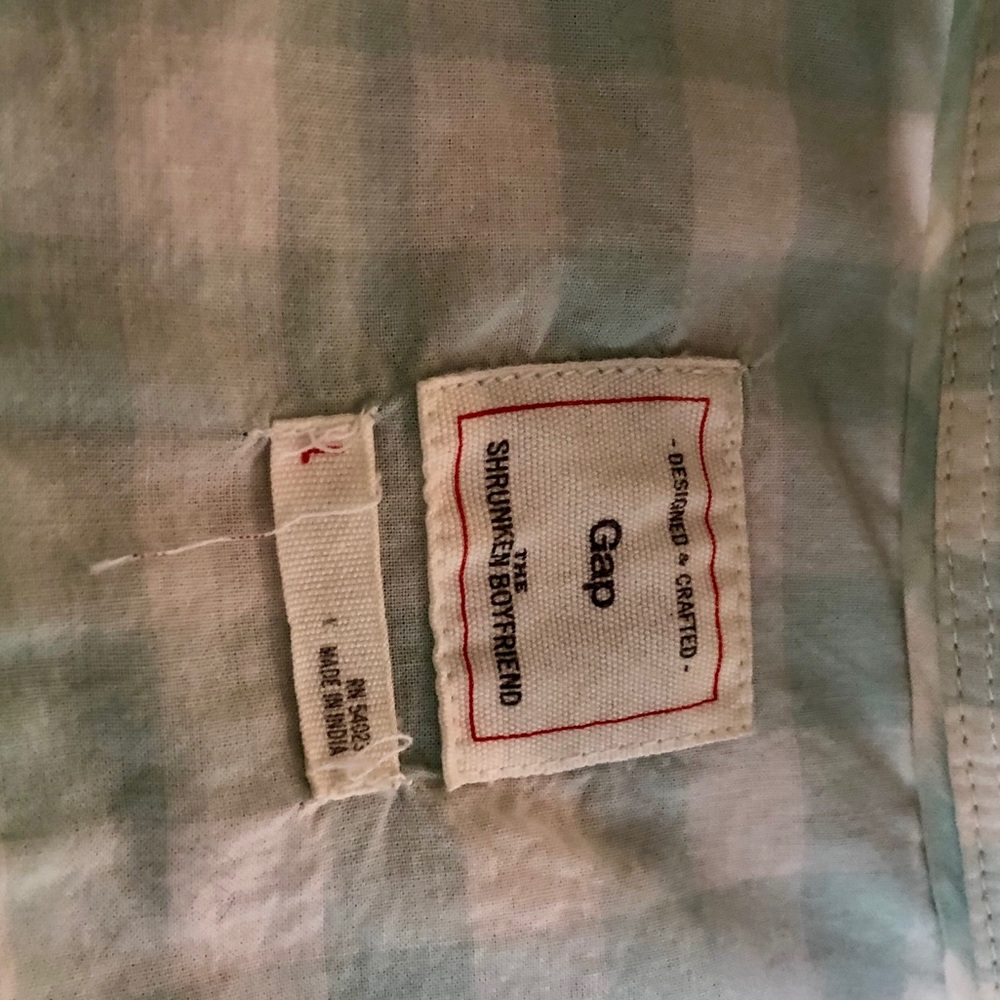 - DESIGNED & CRAFTED -
Gap
THE
SHRUNKEN BOYFRIEND
RN 54023
MADE IN INDIA